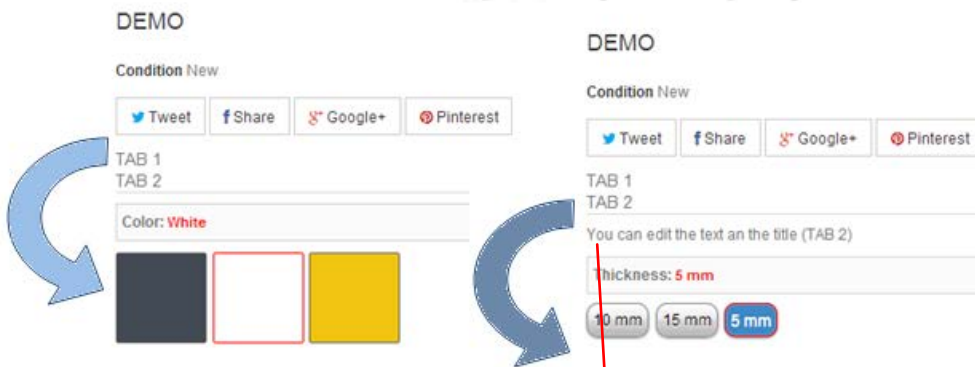 DEMO
Condition New
Tweet Share Google+ Pinterest
TAB 1
TAB 2
Color: White
DEMO
Condition New
Tweet Share Google+ Pinterest
TAB 1
TAB 2
You can edit the text an the title (TAB 2)
Thickness: 5 mm
10 mm 15 mm 5 mm